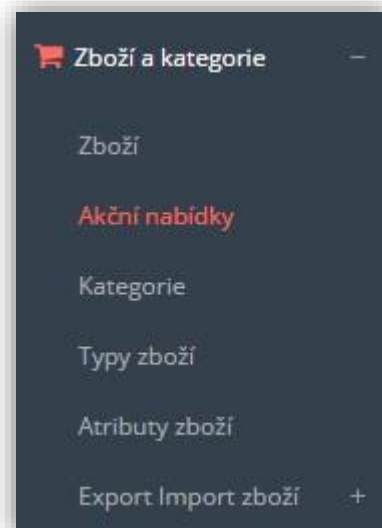 Zboží a kategorie −
Zboží
Akční nabídky
Kategorie
Typy zboží
Atributy zboží
Export Import zboží +